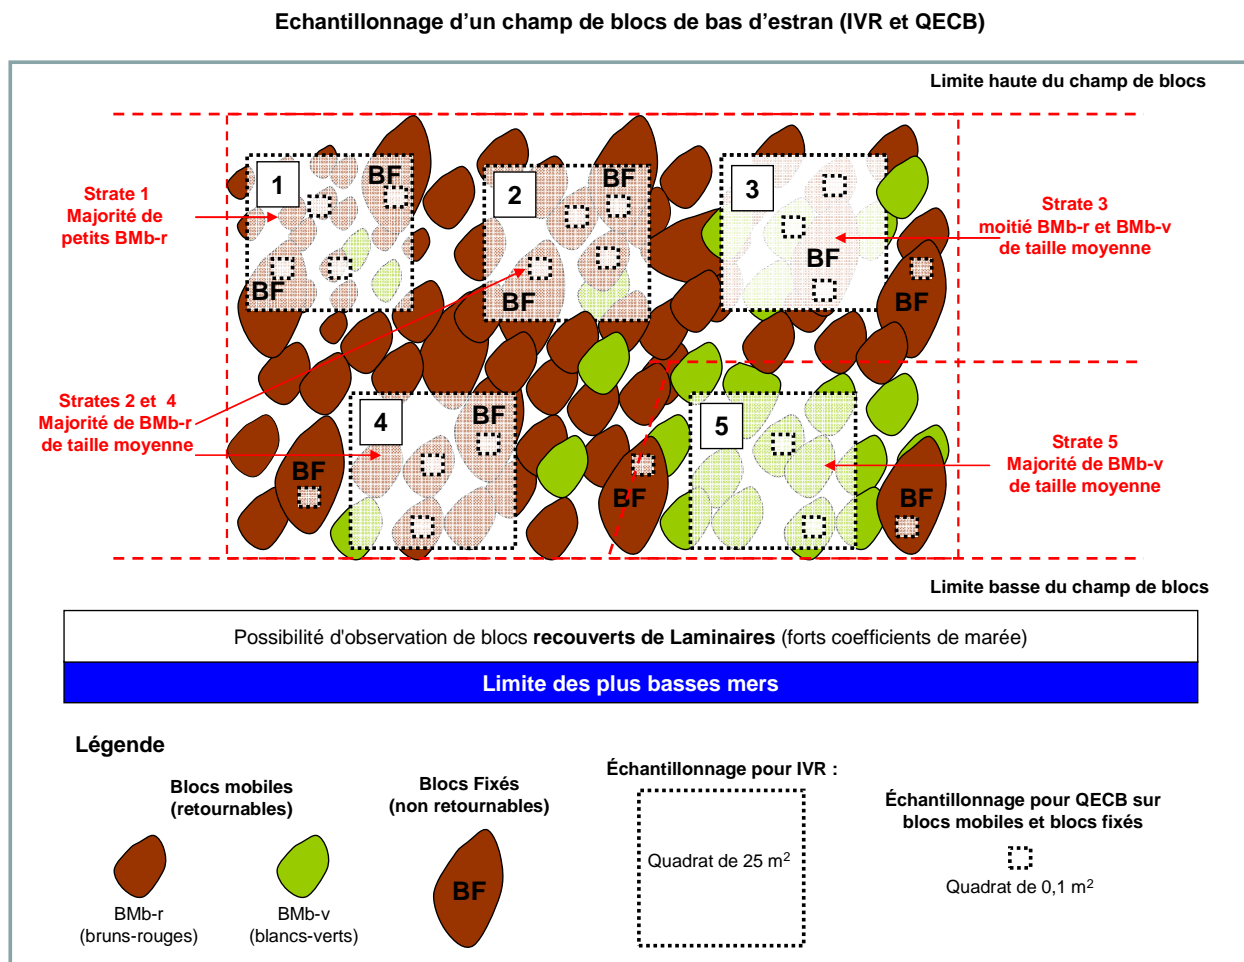 Echantillonnage d'un champ de blocs de bas d'estran (IVR et QECB)
Limite haute du champ de blocs
Strate 1
Majorité de
petits BMb-r
1
BF
BF
2
BF
BF
3
BF
BF
Strate 3
moitié BMb-r et BMb-v
de taille moyenne
Strates 2 et 4
Majorité de BMb-r
de taille moyenne
4
BF
BF
BF
5
BF
Strate 5
Majorité de BMb-v
de taille moyenne
Limite basse du champ de blocs
Possibilité d'observation de blocs recouverts de Laminaires (forts coefficients de marée)
Limite des plus basses mers
Légende
Blocs mobiles
(retournables)
BMb-r
(bruns-rouges)
BMb-v
(blancs-verts)
Blocs Fixés
(non retournables)
BF
Échantillonnage pour IVR :
Quadrat de 25 m²
Échantillonnage pour QECB sur
blocs mobiles et blocs fixés
Quadrat de 0,1 m²